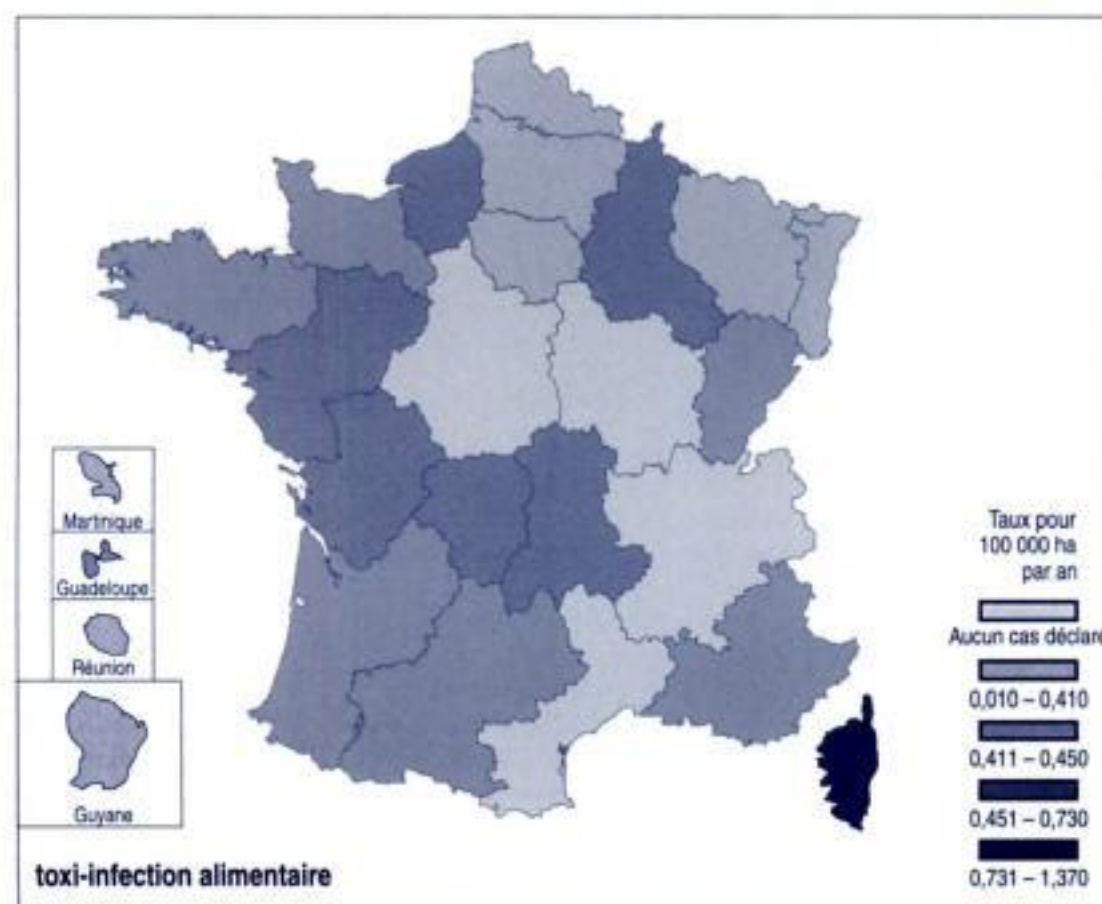 Martinique
Guadeloupe
Réunion
Guyane
Taux pour
100 000 ha
par an
Aucun cas déclaré
0,010 – 0,410
0,411 – 0,450
0,451 – 0,730
0,731 – 1,370
toxi-infection alimentaire